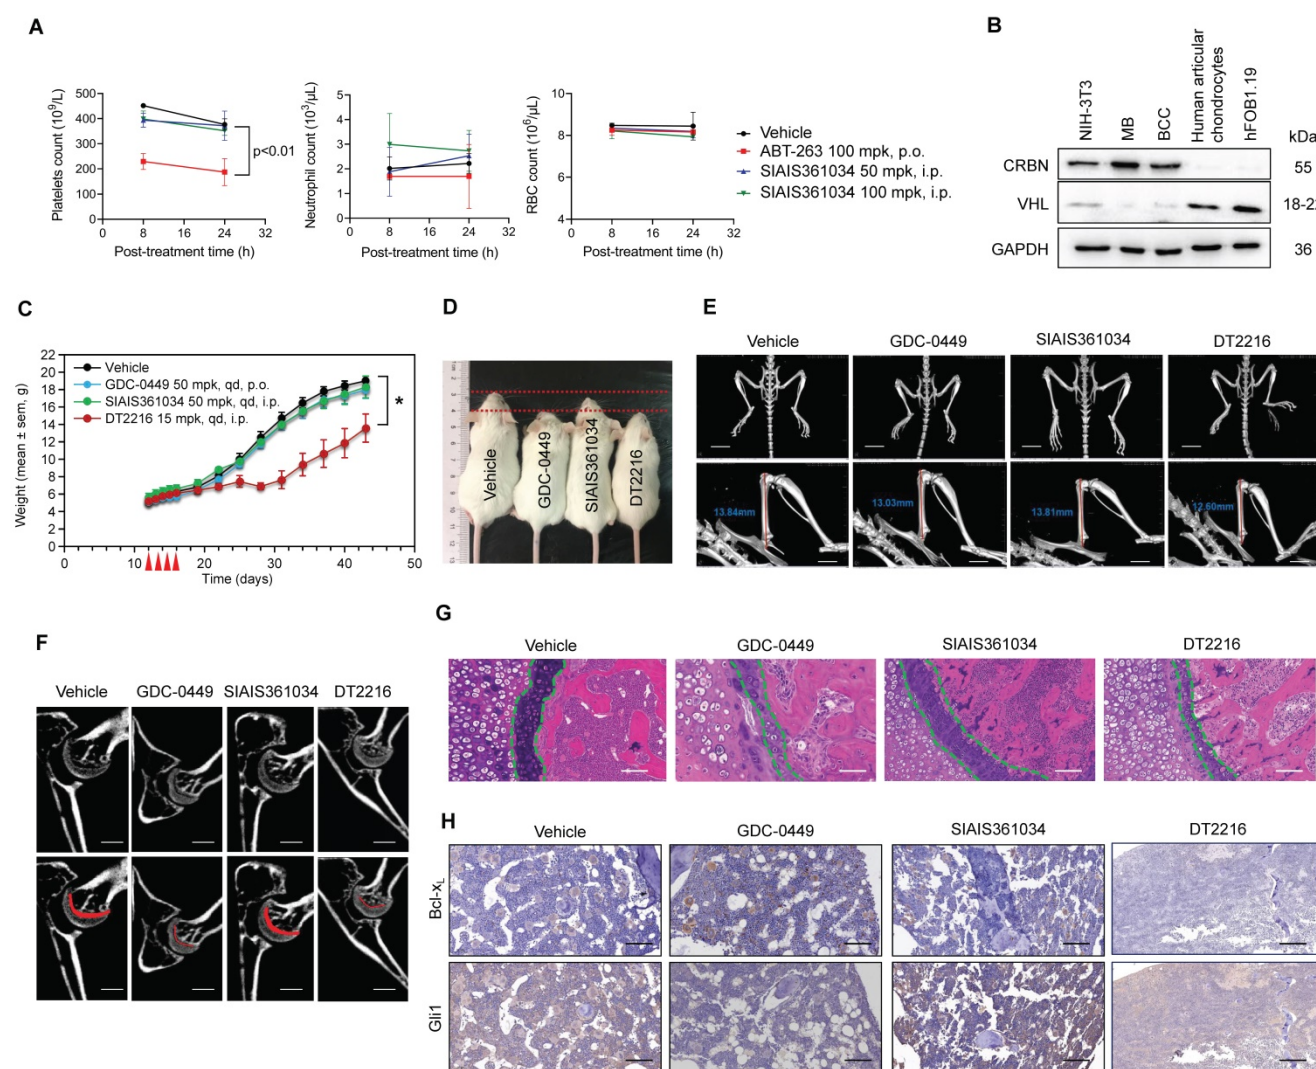 A
Platelets count (10⁹/L)
500
400
300
200
100
0
0 8 16 24 32
Post-treatment time (h)
p<0.01
Neutrophil count (10³/μL)
5
4
3
2
1
0
0 8 16 24 32
Post-treatment time (h)
RBC count (10⁶/μL)
10
8
6
4
0 8 16 24 32
Post-treatment time (h)
Vehicle
ABT-263 100 mpk, p.o.
SIAIS361034 50 mpk, i.p.
SIAIS361034 100 mpk, i.p.
B
NIH-3T3
MB
BCC
Human articular
chondrocytes
hFOB1.19
kDa
CRBN 55
VHL
GAPDH 36
C
Weight (mean ± sem, g)
22
20
18
16
14
12
10
8
6
4
2
0
0 10 20 30 40 50
Time (days)
Vehicle
GDC-0449 50 mpk, qd, p.o.
SIAIS361034 50 mpk, qd, i.p.
DT2216 15 mpk, qd, i.p.
*
D
Vehicle
GDC-0449
SIAIS361034
DT2216
E
Vehicle GDC-0449 SIAIS361034 DT2216
13.84mm 13.03mm 13.81mm 12.60mm
F
Vehicle GDC-0449 SIAIS361034 DT2216
G
Vehicle GDC-0449 SIAIS361034 DT2216
H
Vehicle GDC-0449 SIAIS361034 DT2216
Bcl-xL
Gli1